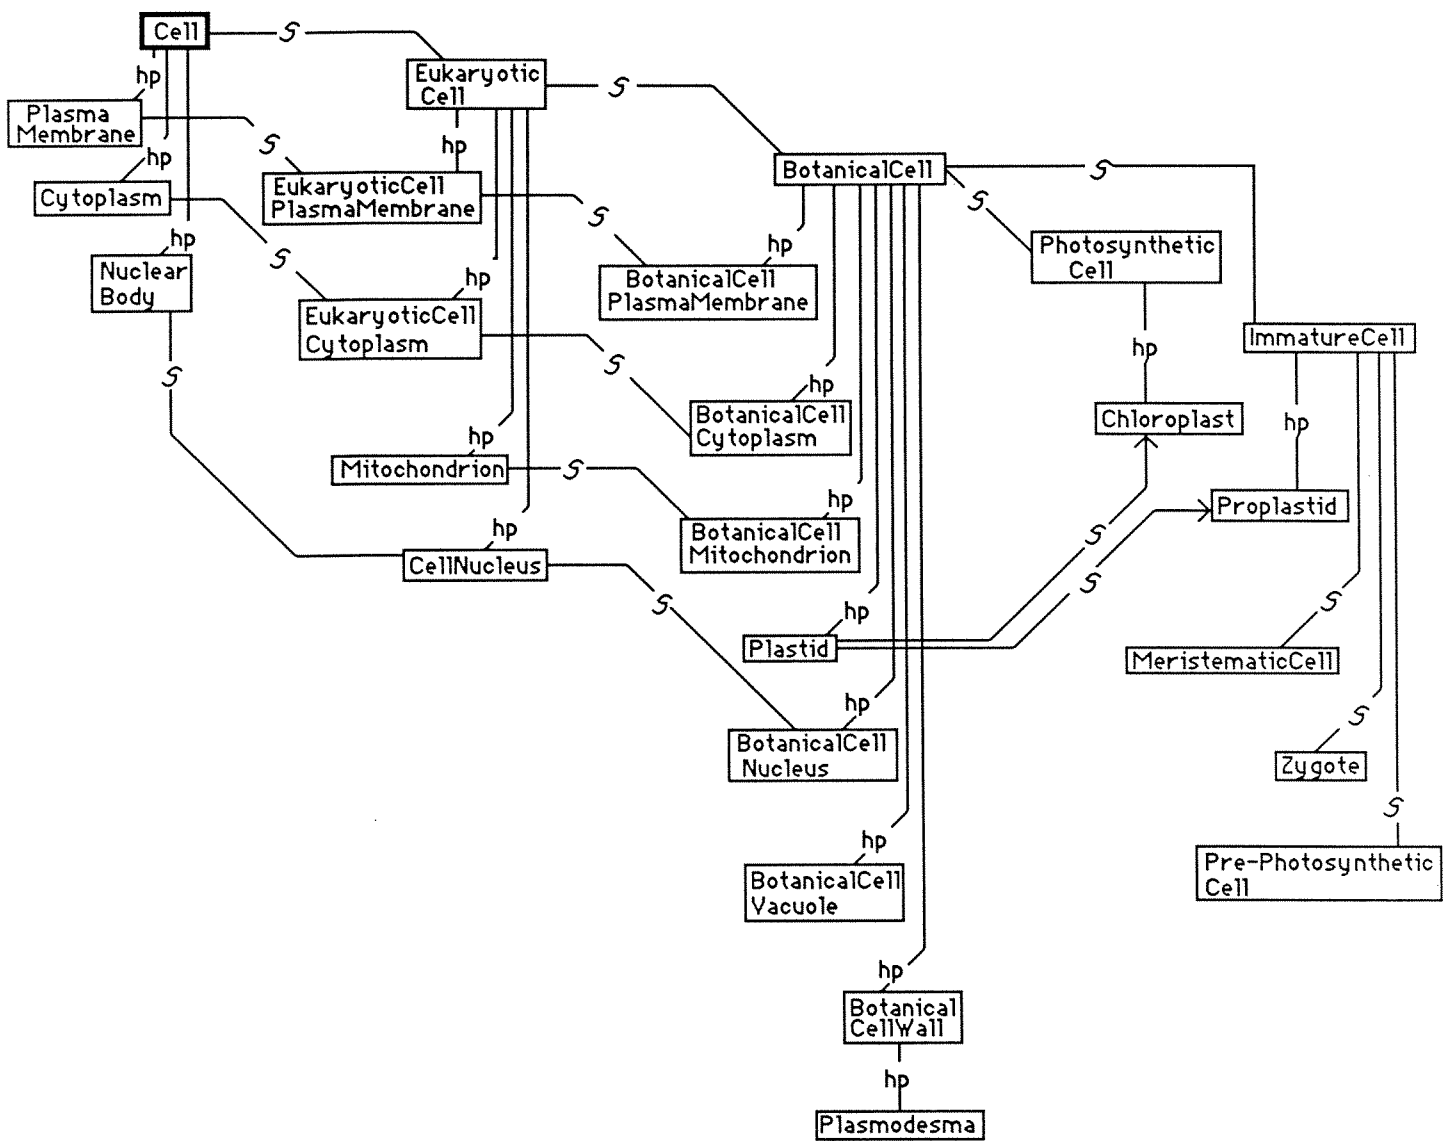 Cell
S
Eukaryotic
Cell
S
hp
Plasma
Membrane
S
hp
BotanicalCell
S
hp
Cytoplasm
EukaryoticCell
PlasmaMembrane
S
S
hp
S
hp
Photosynthetic
Cell
Nuclear
Body
hp
BotanicalCell
PlasmaMembrane
EukaryoticCell
Cytoplasm
ImmatureCell
hp
S
S
hp
BotanicalCell
Cytoplasm
Chloroplast
hp
hp
Mitochondrion
S
hp
Proplastid
hp
BotanicalCell
Mitochondrion
S
CellNucleus
S
S
hp
S
Plastid
MeristematicCell
hp
S
BotanicalCell
Nucleus
Zygote
S
hp
Pre-Photosynthetic
Cell
BotanicalCell
Vacuole
hp
Botanical
CellWall
hp
Plasmodesma